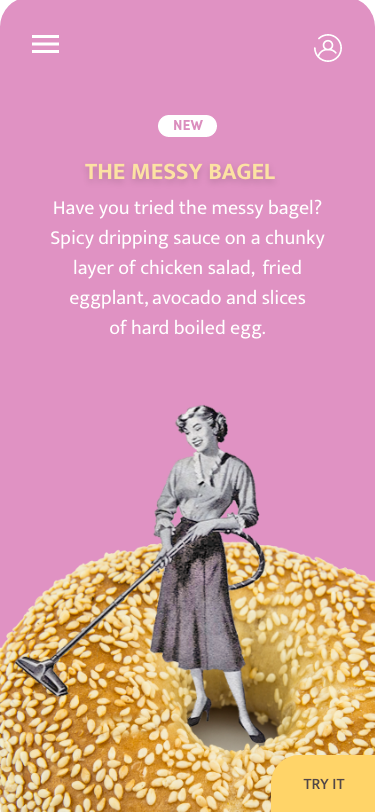 NEW
THE MESSY BAGEL
Have you tried the messy bagel?
Spicy dripping sauce on a chunky
layer of chicken salad,  fried
eggplant, avocado and slices
of hard boiled egg.
TRY IT